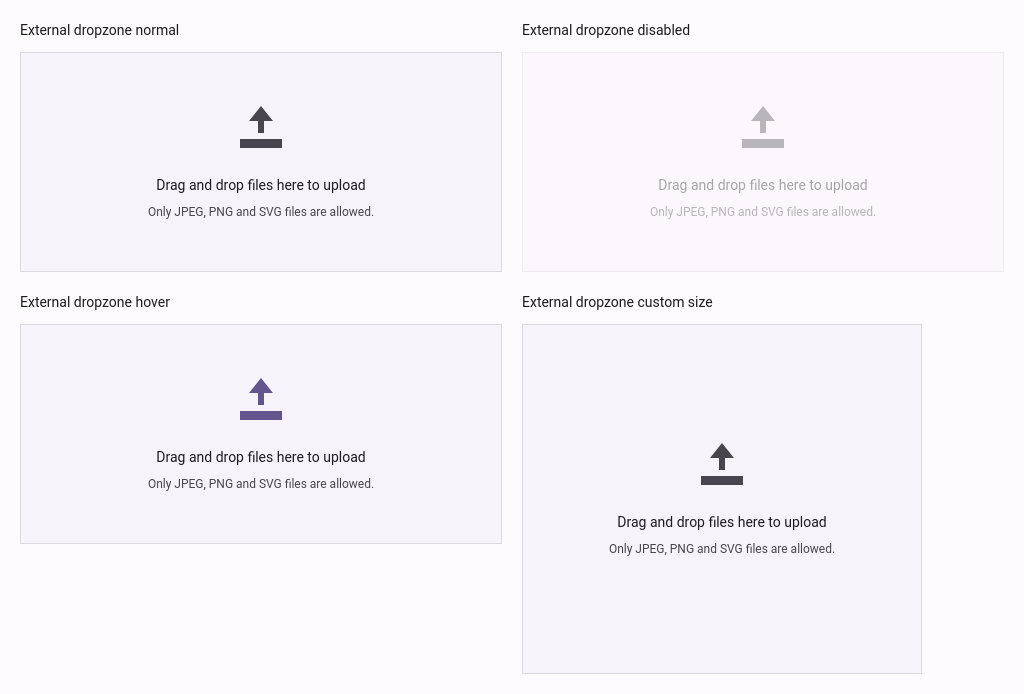 External dropzone normal
Drag and drop files here to upload
Only JPEG, PNG and SVG files are allowed.
External dropzone disabled
Drag and drop files here to upload
Only JPEG, PNG and SVG files are allowed.
External dropzone hover
Drag and drop files here to upload
Only JPEG, PNG and SVG files are allowed.
External dropzone custom size
Drag and drop files here to upload
Only JPEG, PNG and SVG files are allowed.